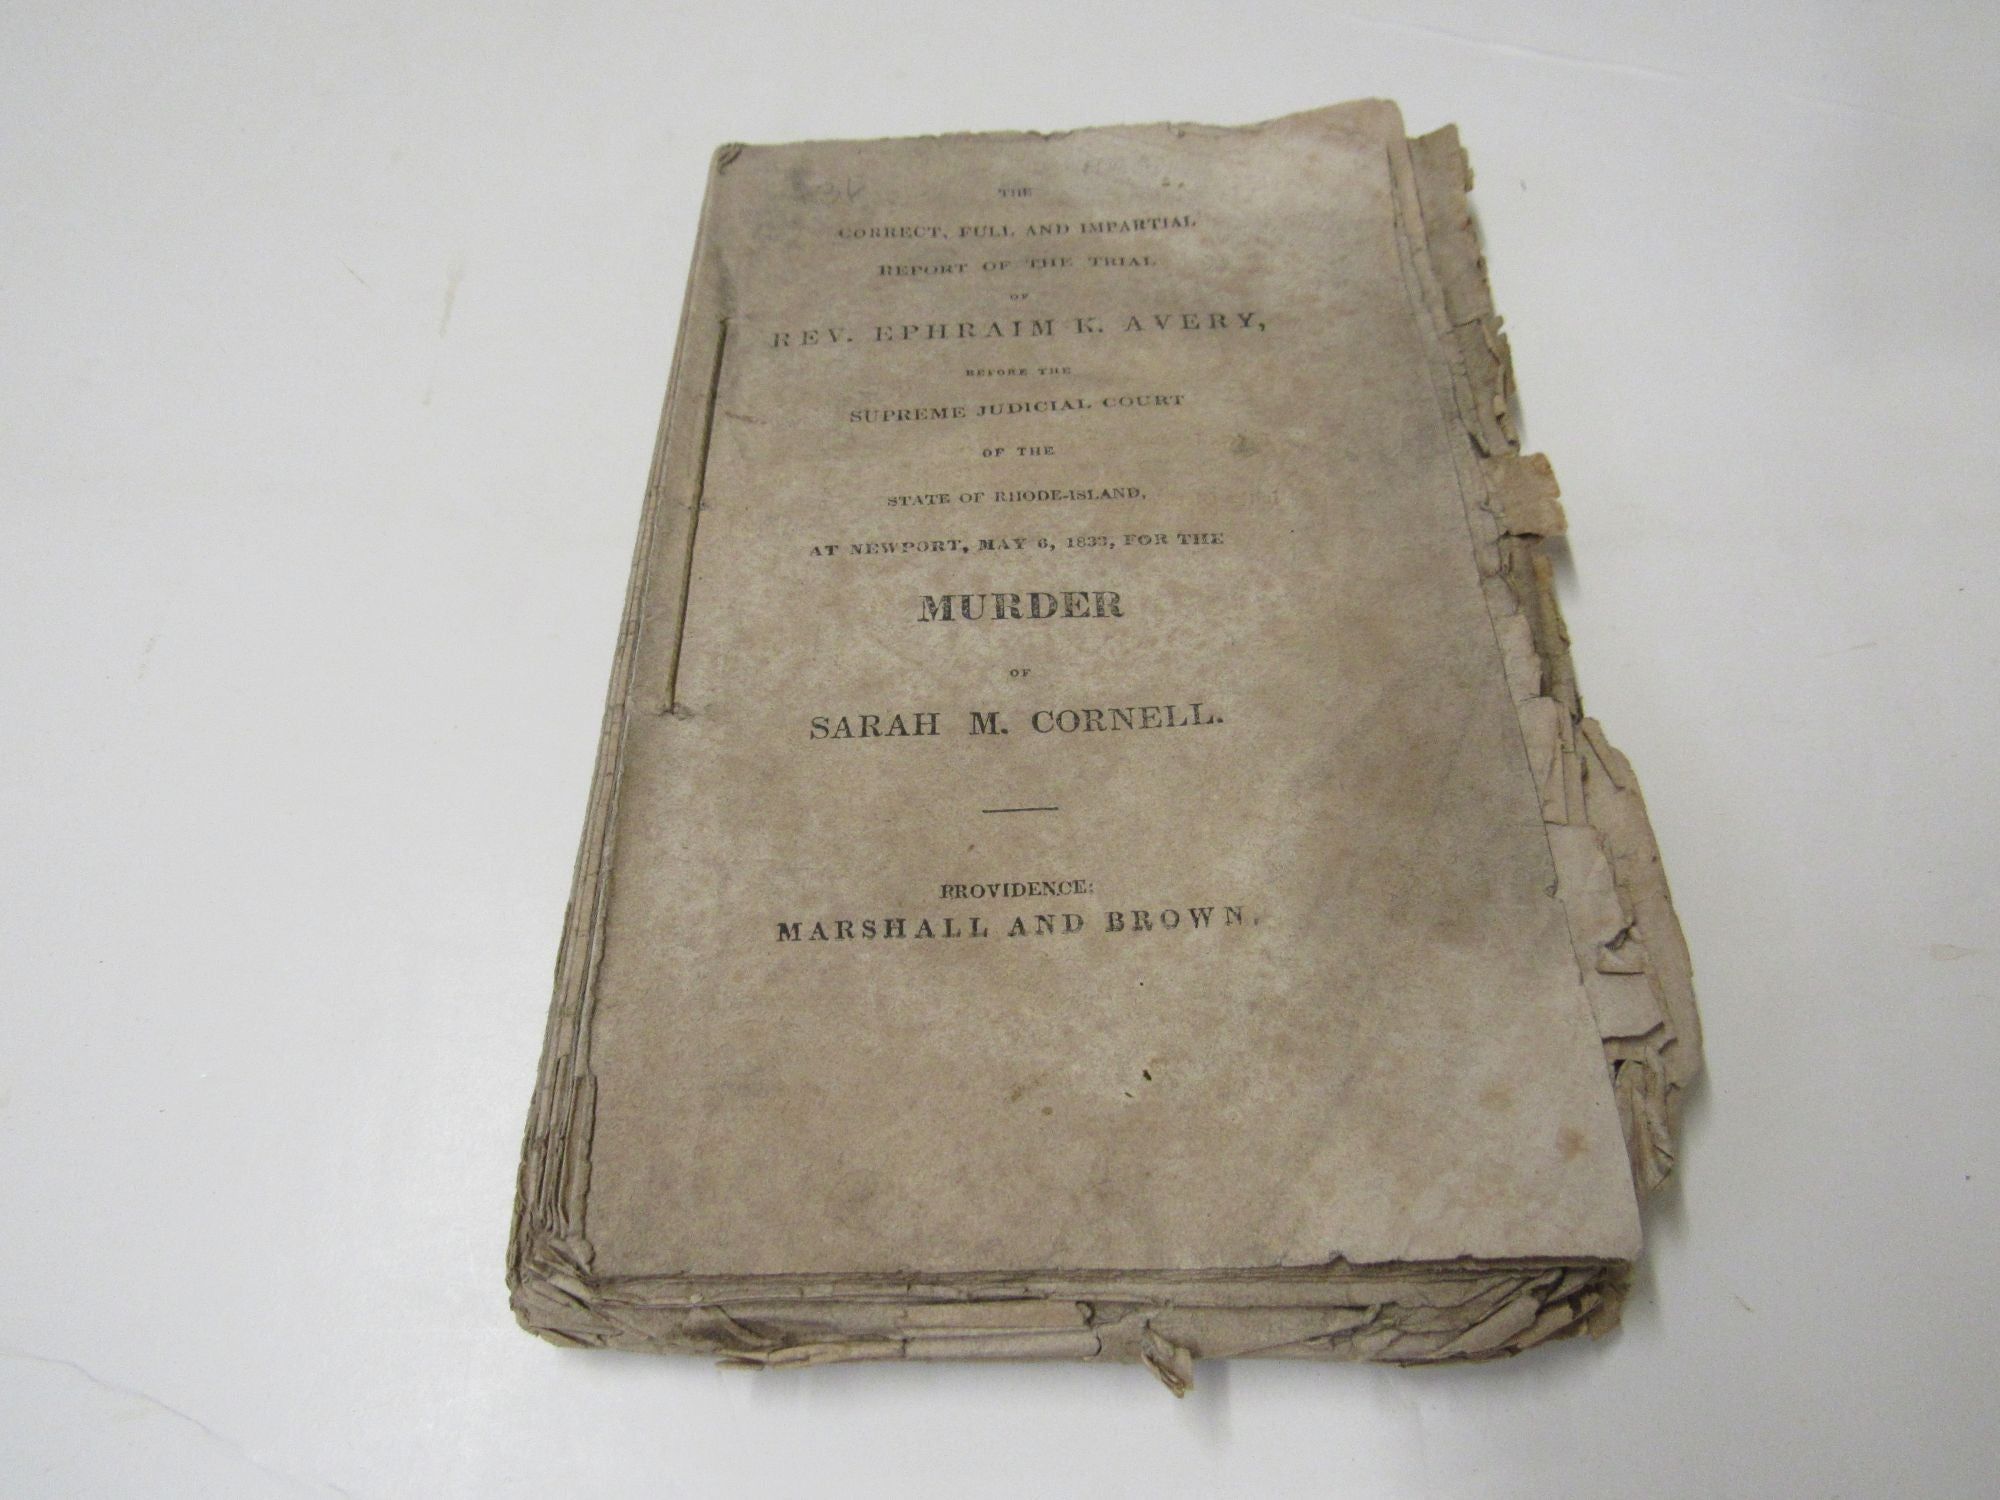 THE
CORRECT, FULL AND IMPARTIAL
REPORT OF THE TRIAL
OF
REV. EPHRAIM K. AVERY,
BEFORE THE
SUPREME JUDICIAL COURT
OF THE
STATE OF RHODE-ISLAND,
AT NEWPORT, MAY 6, 1833, FOR THE
MURDER
OF
SARAH M. CORNELL.
PROVIDENCE:
MARSHALL AND BROWN.